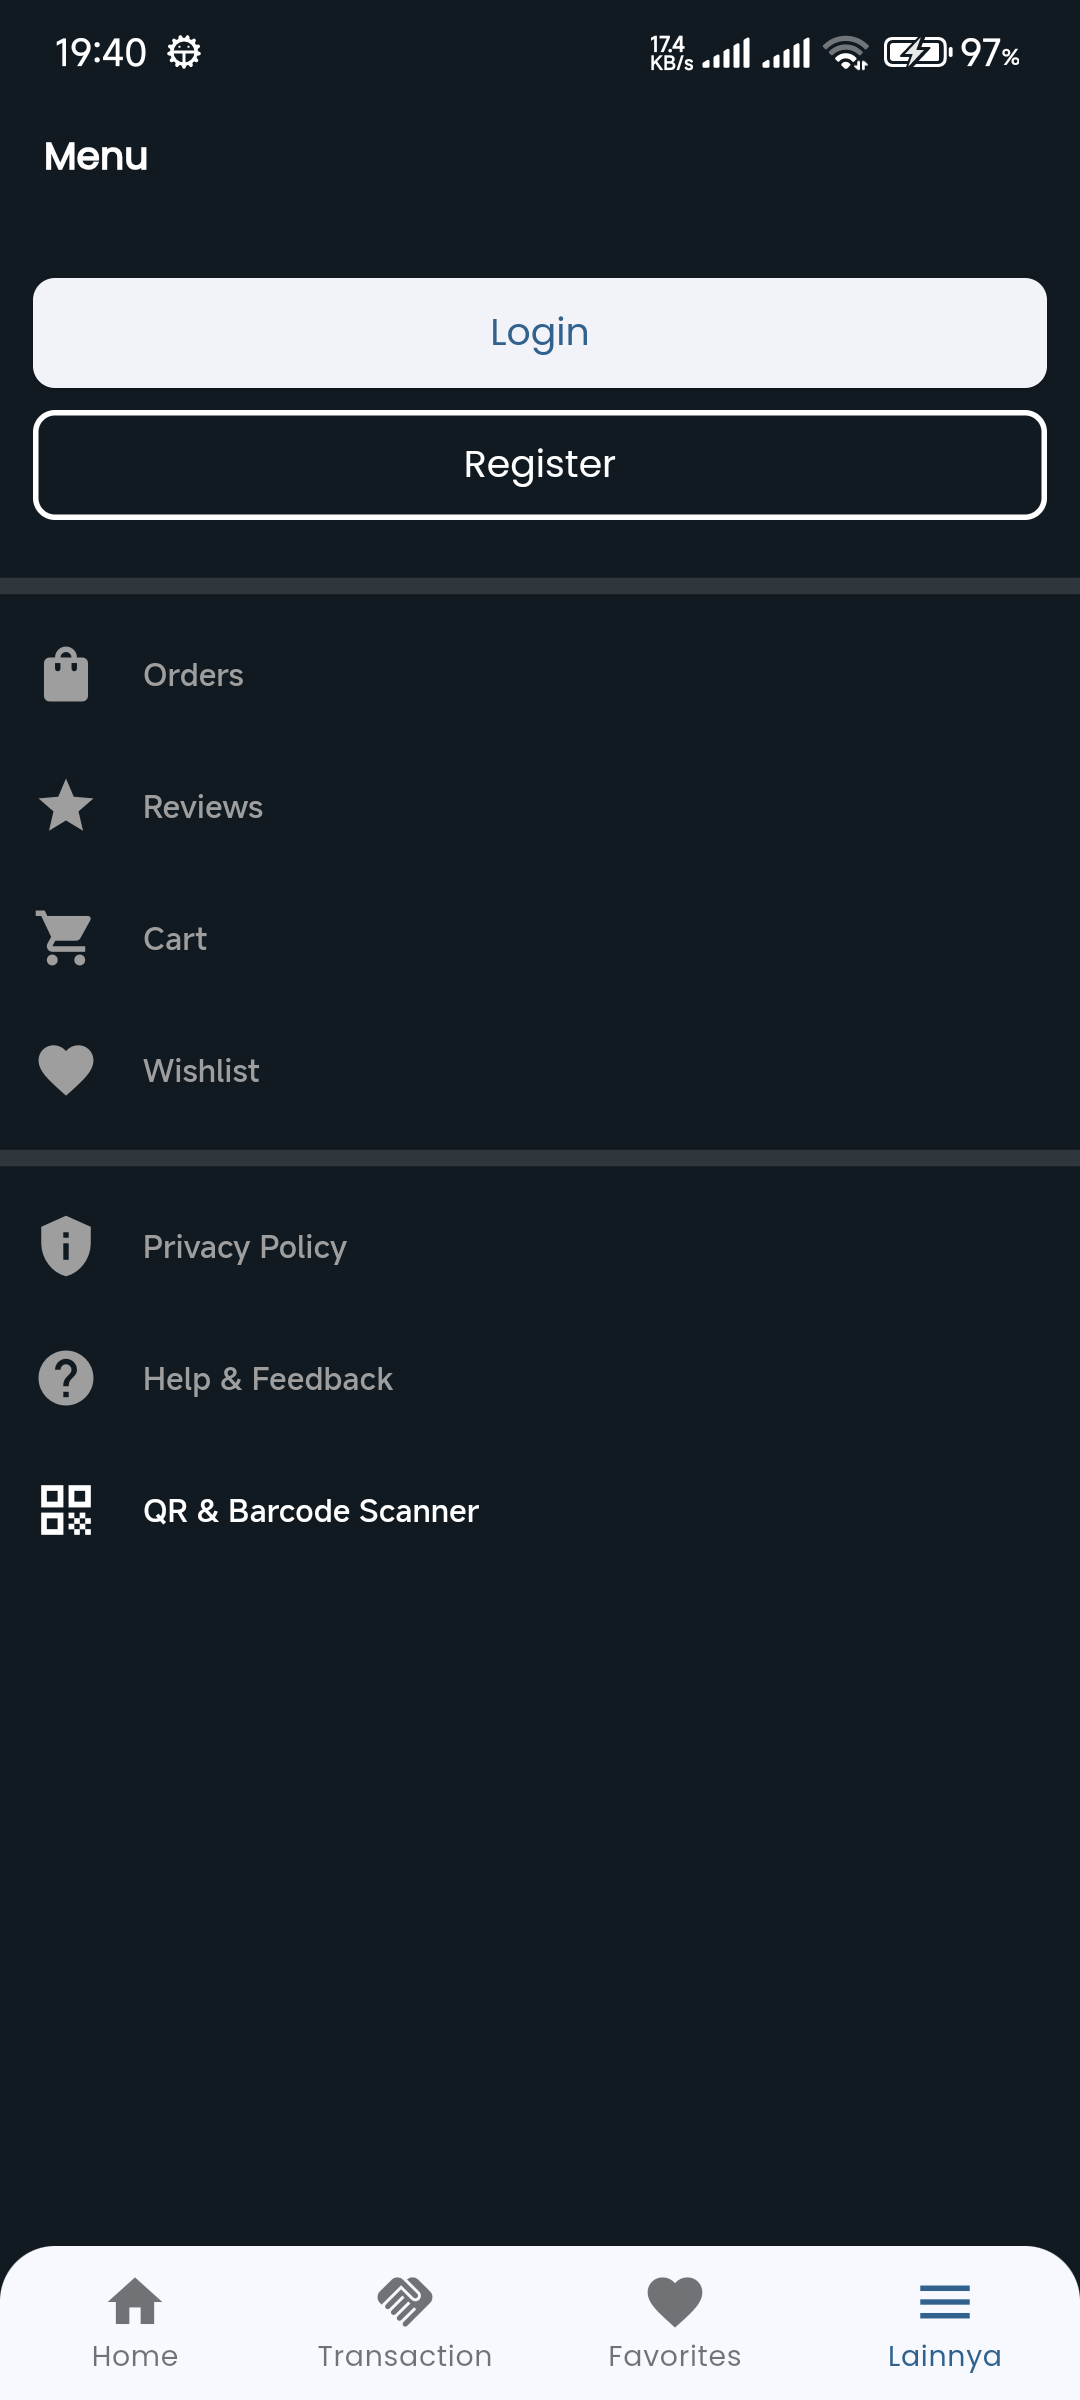 19:40 17.4 KB/s 97%
Menu
Login
Register
Orders
Reviews
Cart
Wishlist
Privacy Policy
Help & Feedback
QR & Barcode Scanner
Home Transaction Favorites Lainnya